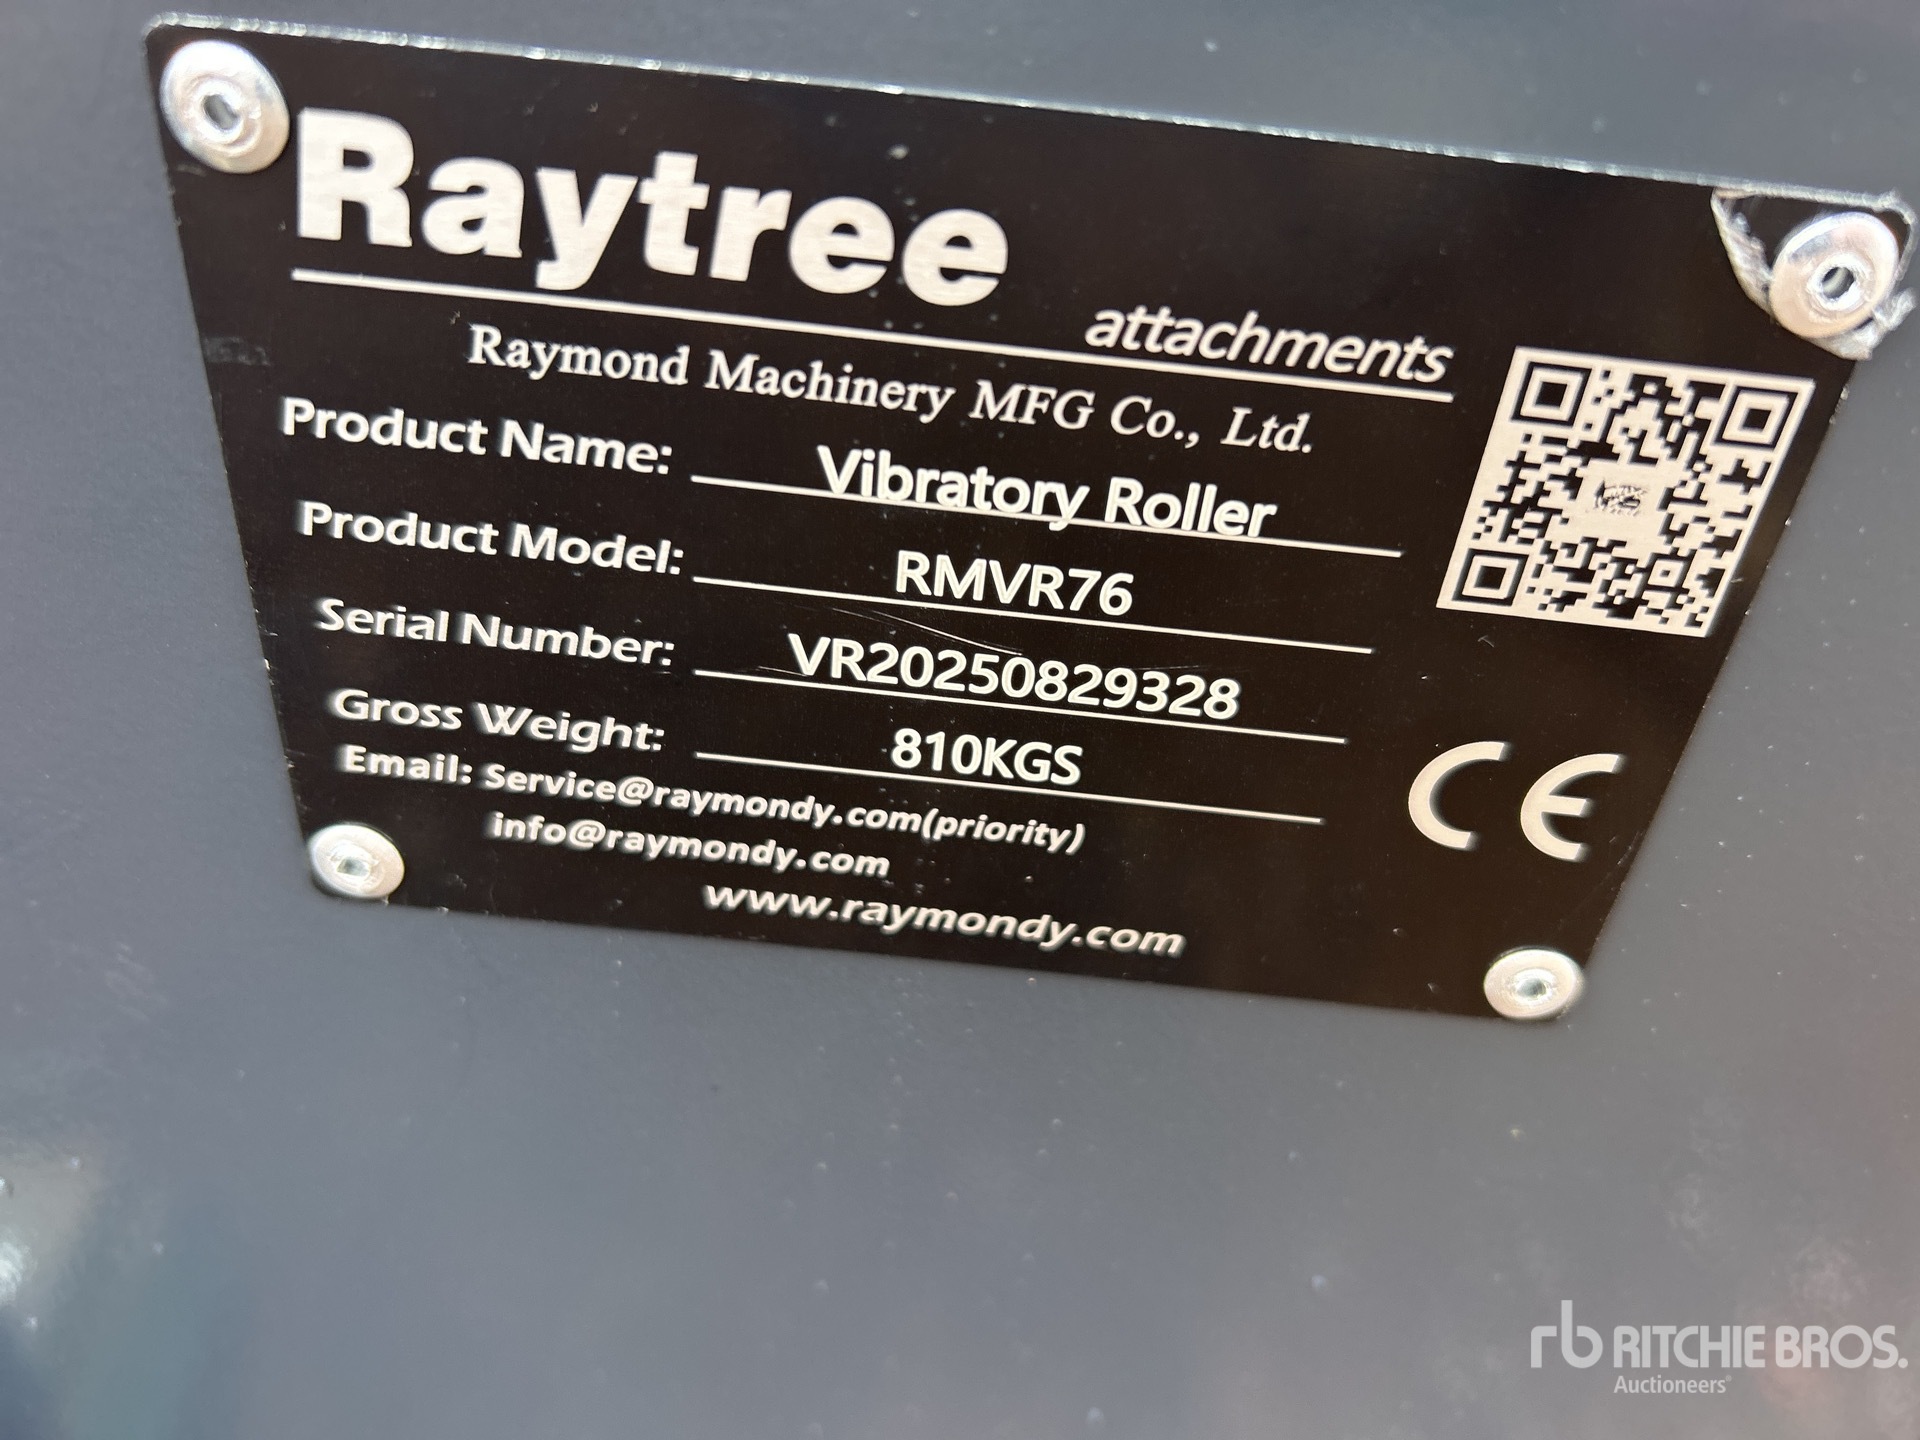 Raytree
attachments
Raymond Machinery MFG Co., Ltd.
Product Name: Vibratory Roller
Product Model: RMVR76
Serial Number: VR20250829328
Gross Weight: 810KGS
Email: Service@raymondy.com(priority)
info@raymondy.com
www.raymondy.com
CE
rb RITCHIE BROS.
Auctioneers